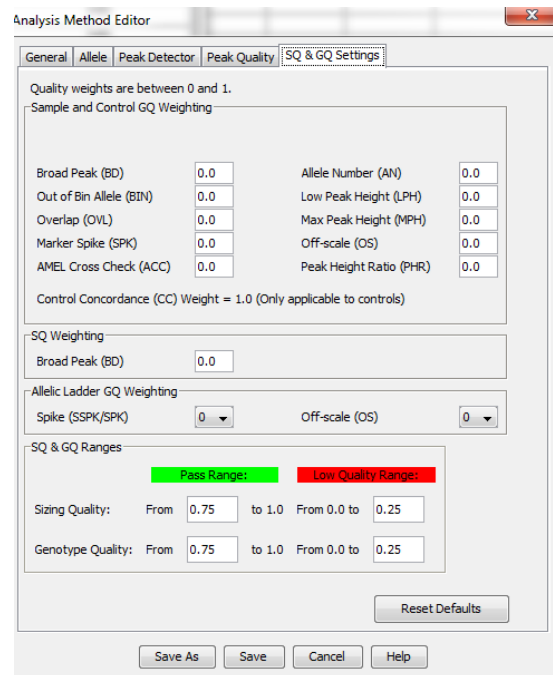 Analysis Method Editor
General Allele Peak Detector Peak Quality SQ & GQ Settings
Quality weights are between 0 and 1.
Sample and Control GQ Weighting
Broad Peak (BD) 0.0 Allele Number (AN) 0.0
Out of Bin Allele (BIN) 0.0 Low Peak Height (LPH) 0.0
Overlap (OVL) 0.0 Max Peak Height (MPH) 0.0
Marker Spike (SPK) 0.0 Off-scale (OS) 0.0
AMEL Cross Check (ACC) 0.0 Peak Height Ratio (PHR) 0.0
Control Concordance (CC) Weight = 1.0 (Only applicable to controls)
SQ Weighting
Broad Peak (BD) 0.0
Allelic Ladder GQ Weighting
Spike (SSPK/SPK) 0 Off-scale (OS) 0
SQ & GQ Ranges
Pass Range: Low Quality Range:
Sizing Quality: From 0.75 to 1.0 From 0.0 to 0.25
Genotype Quality: From 0.75 to 1.0 From 0.0 to 0.25
Reset Defaults
Save As Save Cancel Help